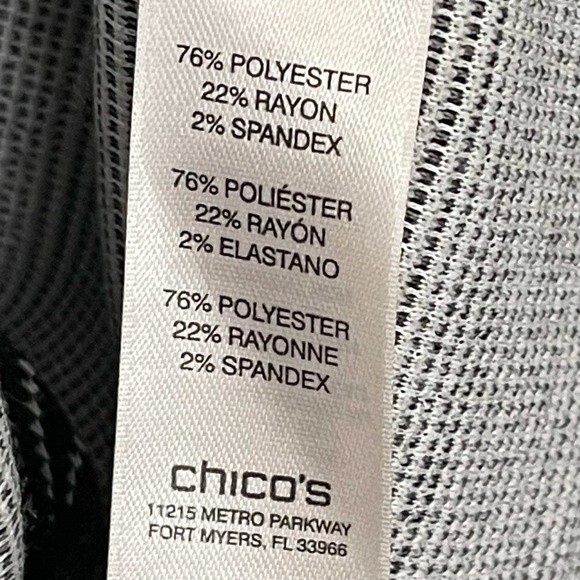 76% POLYESTER
22% RAYON
2% SPANDEX
76% POLIÉSTER
22% RAYÓN
2% ELASTANO
76% POLYESTER
22% RAYONNE
2% SPANDEX
chico's
11215 METRO PARKWAY
FORT MYERS, FL 33966